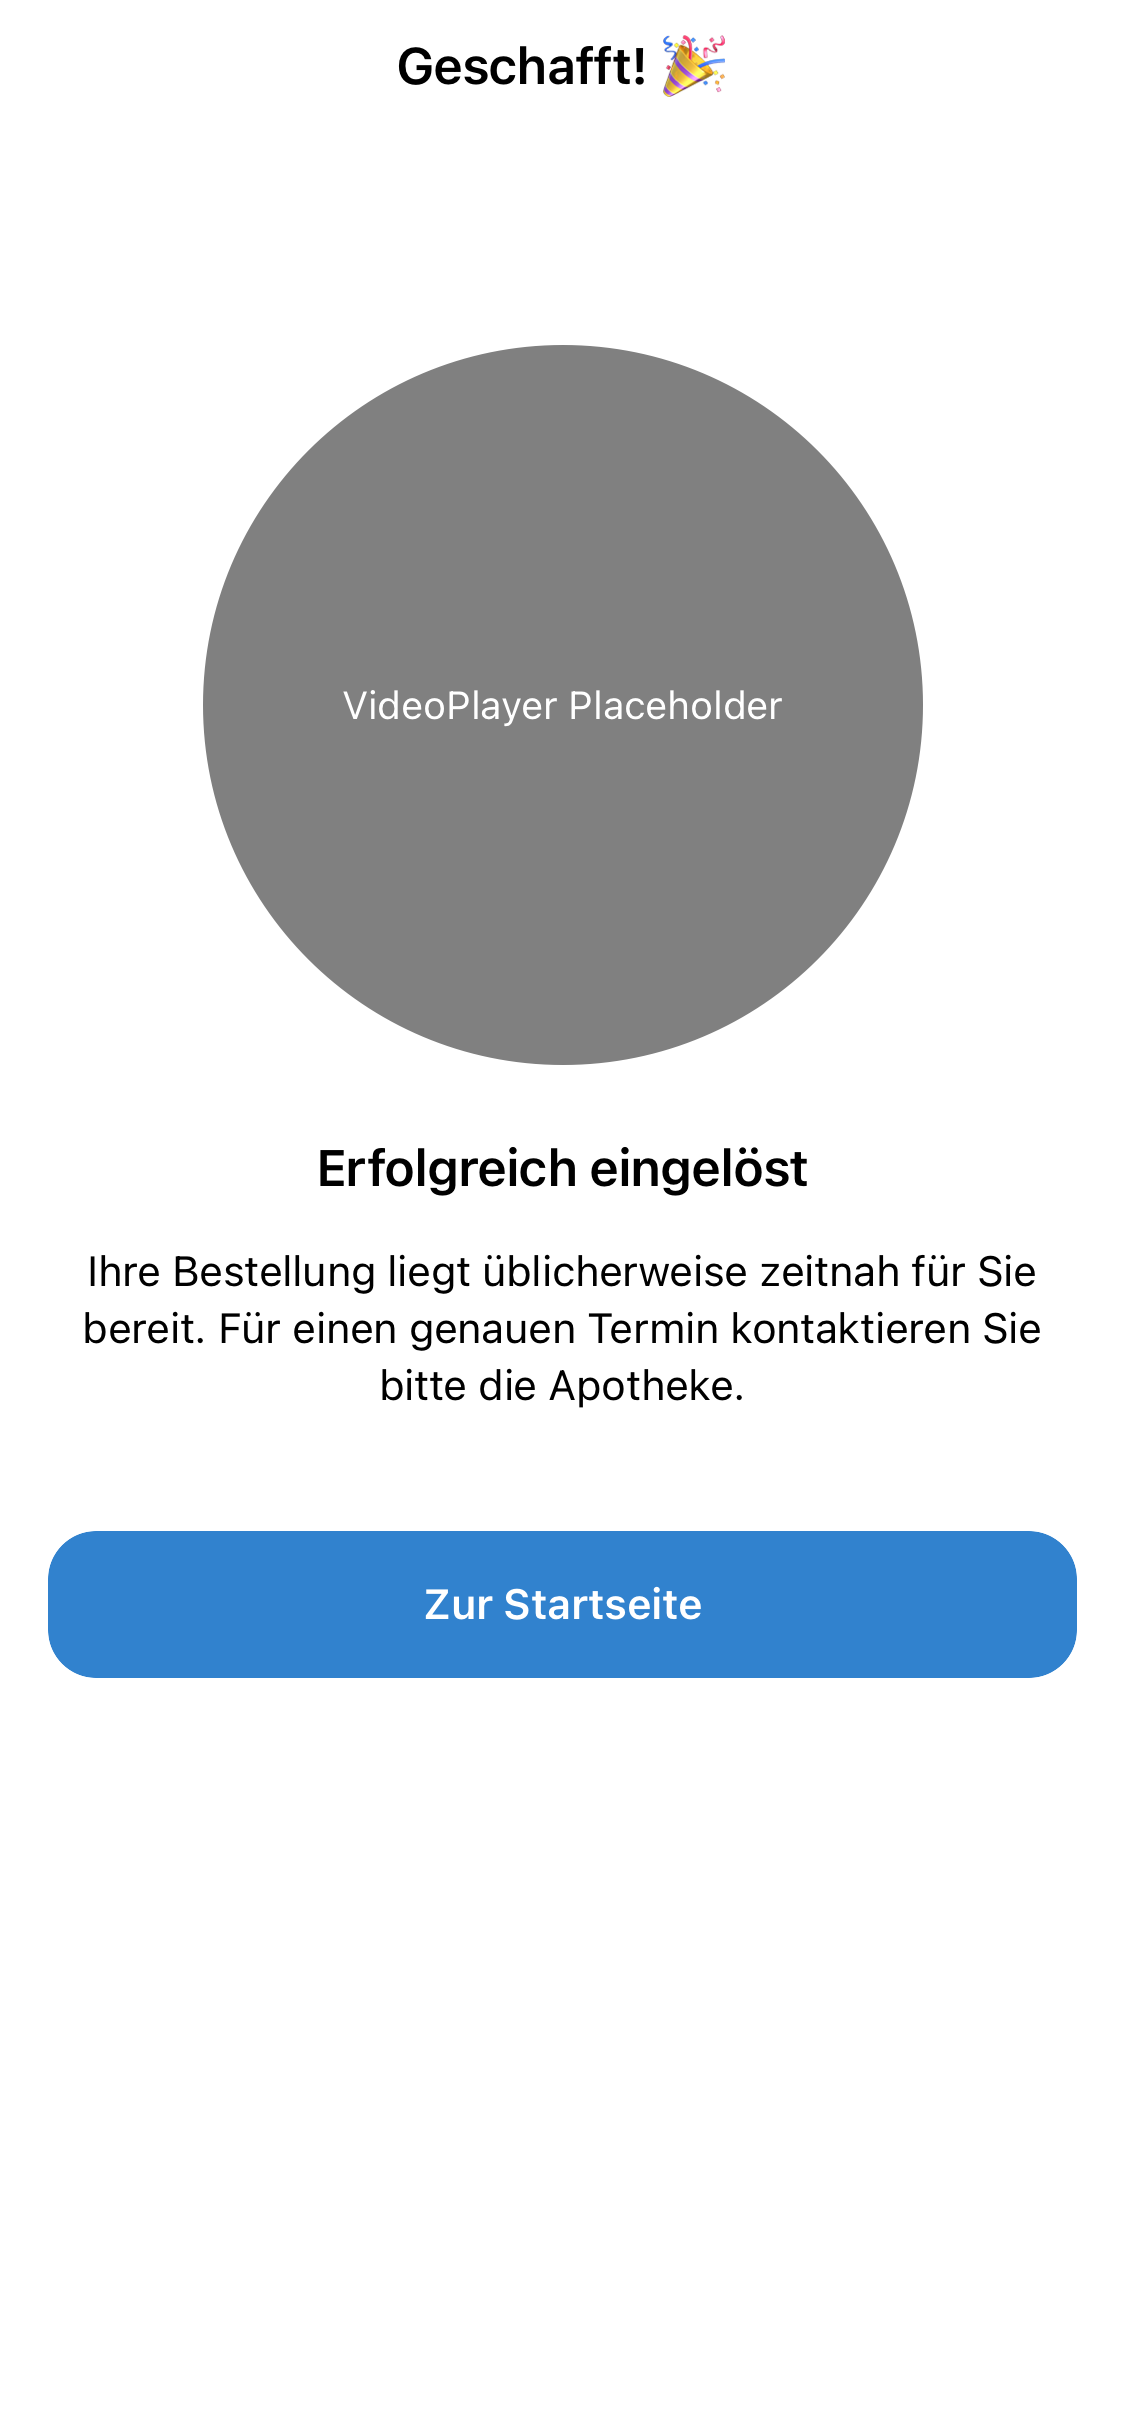 Geschafft! 🎉
VideoPlayer Placeholder
Erfolgreich eingelöst
Ihre Bestellung liegt üblicherweise zeitnah für Sie
bereit. Für einen genauen Termin kontaktieren Sie
bitte die Apotheke.
Zur Startseite